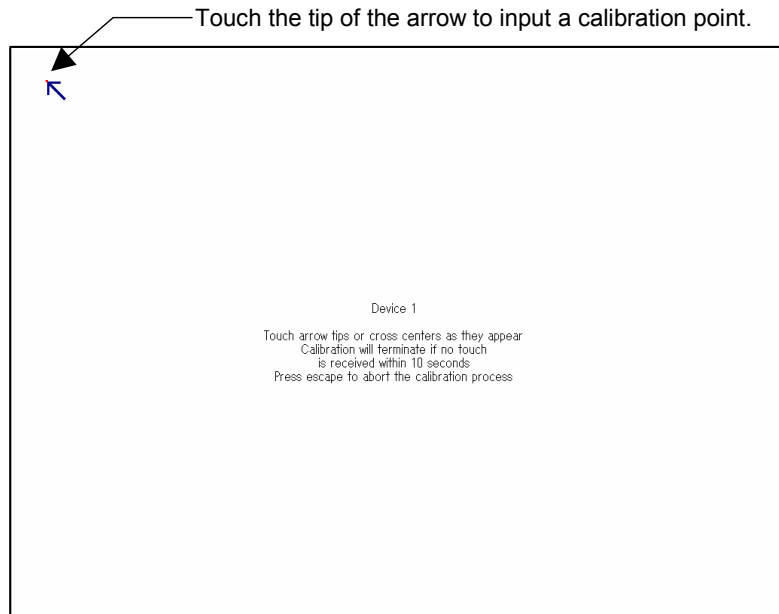 Touch the tip of the arrow to input a calibration point.
Device 1
Touch arrow tips or cross centers as they appear
Calibration will terminate if no touch
is received within 10 seconds
Press escape to abort the calibration process